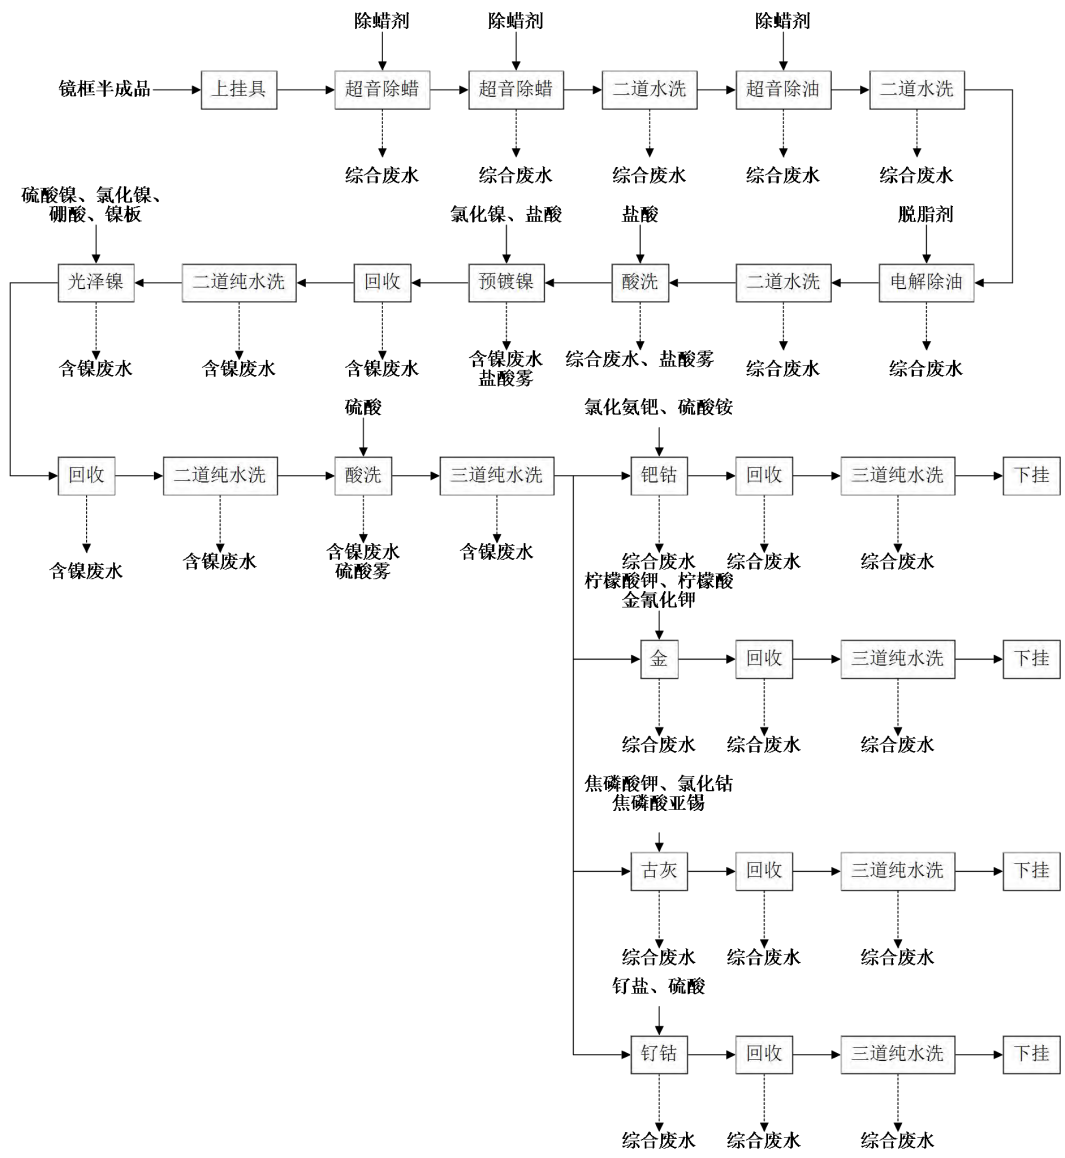 除蜡剂
除蜡剂
除蜡剂
镜框半成品
上挂具
超音除蜡
超音除蜡
二道水洗
超音除油
二道水洗
综合废水
综合废水
综合废水
综合废水
综合废水
硫酸镍、氯化镍、
硼酸、镍板
氯化镍、盐酸
盐酸
脱脂剂
光泽镍
二道纯水洗
回收
预镀镍
酸洗
二道水洗
电解除油
含镍废水
含镍废水
含镍废水
含镍废水
盐酸雾
综合废水、盐酸雾
综合废水
综合废水
硫酸
氯化氨钯、硫酸铵
回收
二道纯水洗
酸洗
三道纯水洗
钯钴
回收
三道纯水洗
下挂
含镍废水
含镍废水
含镍废水
硫酸雾
含镍废水
综合废水
综合废水
综合废水
柠檬酸钾、柠檬酸
金氰化钾
金
回收
三道纯水洗
下挂
综合废水
综合废水
综合废水
焦磷酸钾、氯化钴
焦磷酸亚锡
古灰
回收
三道纯水洗
下挂
综合废水
综合废水
综合废水
钌盐、硫酸
钌钴
回收
三道纯水洗
下挂
综合废水
综合废水
综合废水